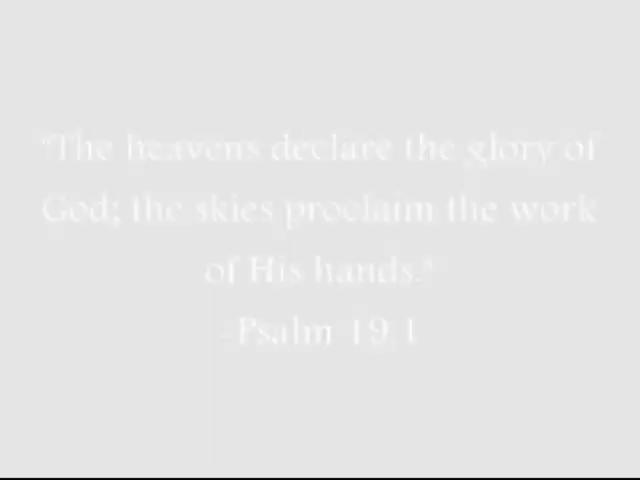 "The heavens declare the glory of
God; the skies proclaim the work
of His hands."
-Psalm 19:1